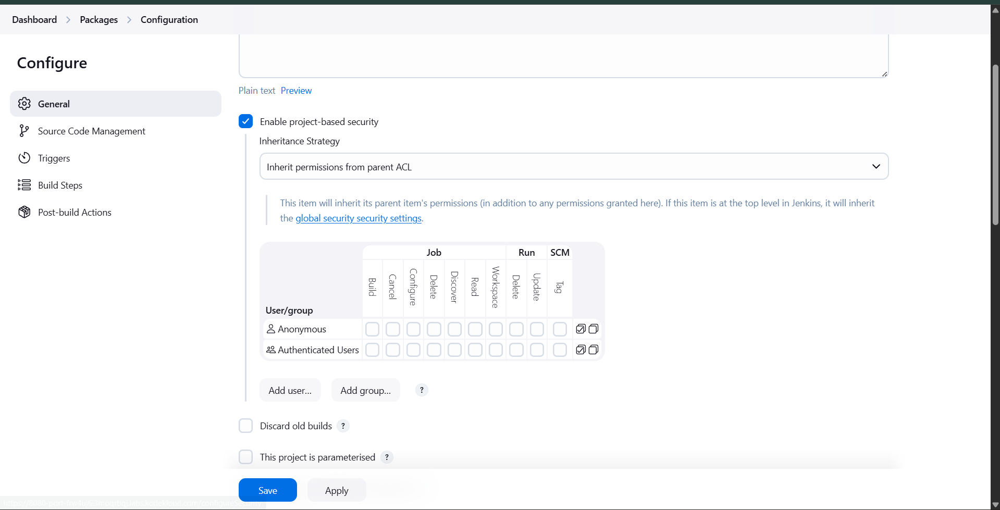 Dashboard > Packages > Configuration
Configure
General
Source Code Management
Triggers
Build Steps
Post-build Actions
Plain text Preview
Enable project-based security
Inheritance Strategy
Inherit permissions from parent ACL
This item will inherit its parent item's permissions (in addition to any permissions granted here). If this item is at the top level in Jenkins, it will inherit
the global security security settings.
Job Run SCM
User/group Build Cancel Configure Delete Discover Read Workspace Delete Update Tag
Anonymous
Authenticated Users
Add user... Add group... ?
Discard old builds ?
This project is parameterised ?
Save Apply